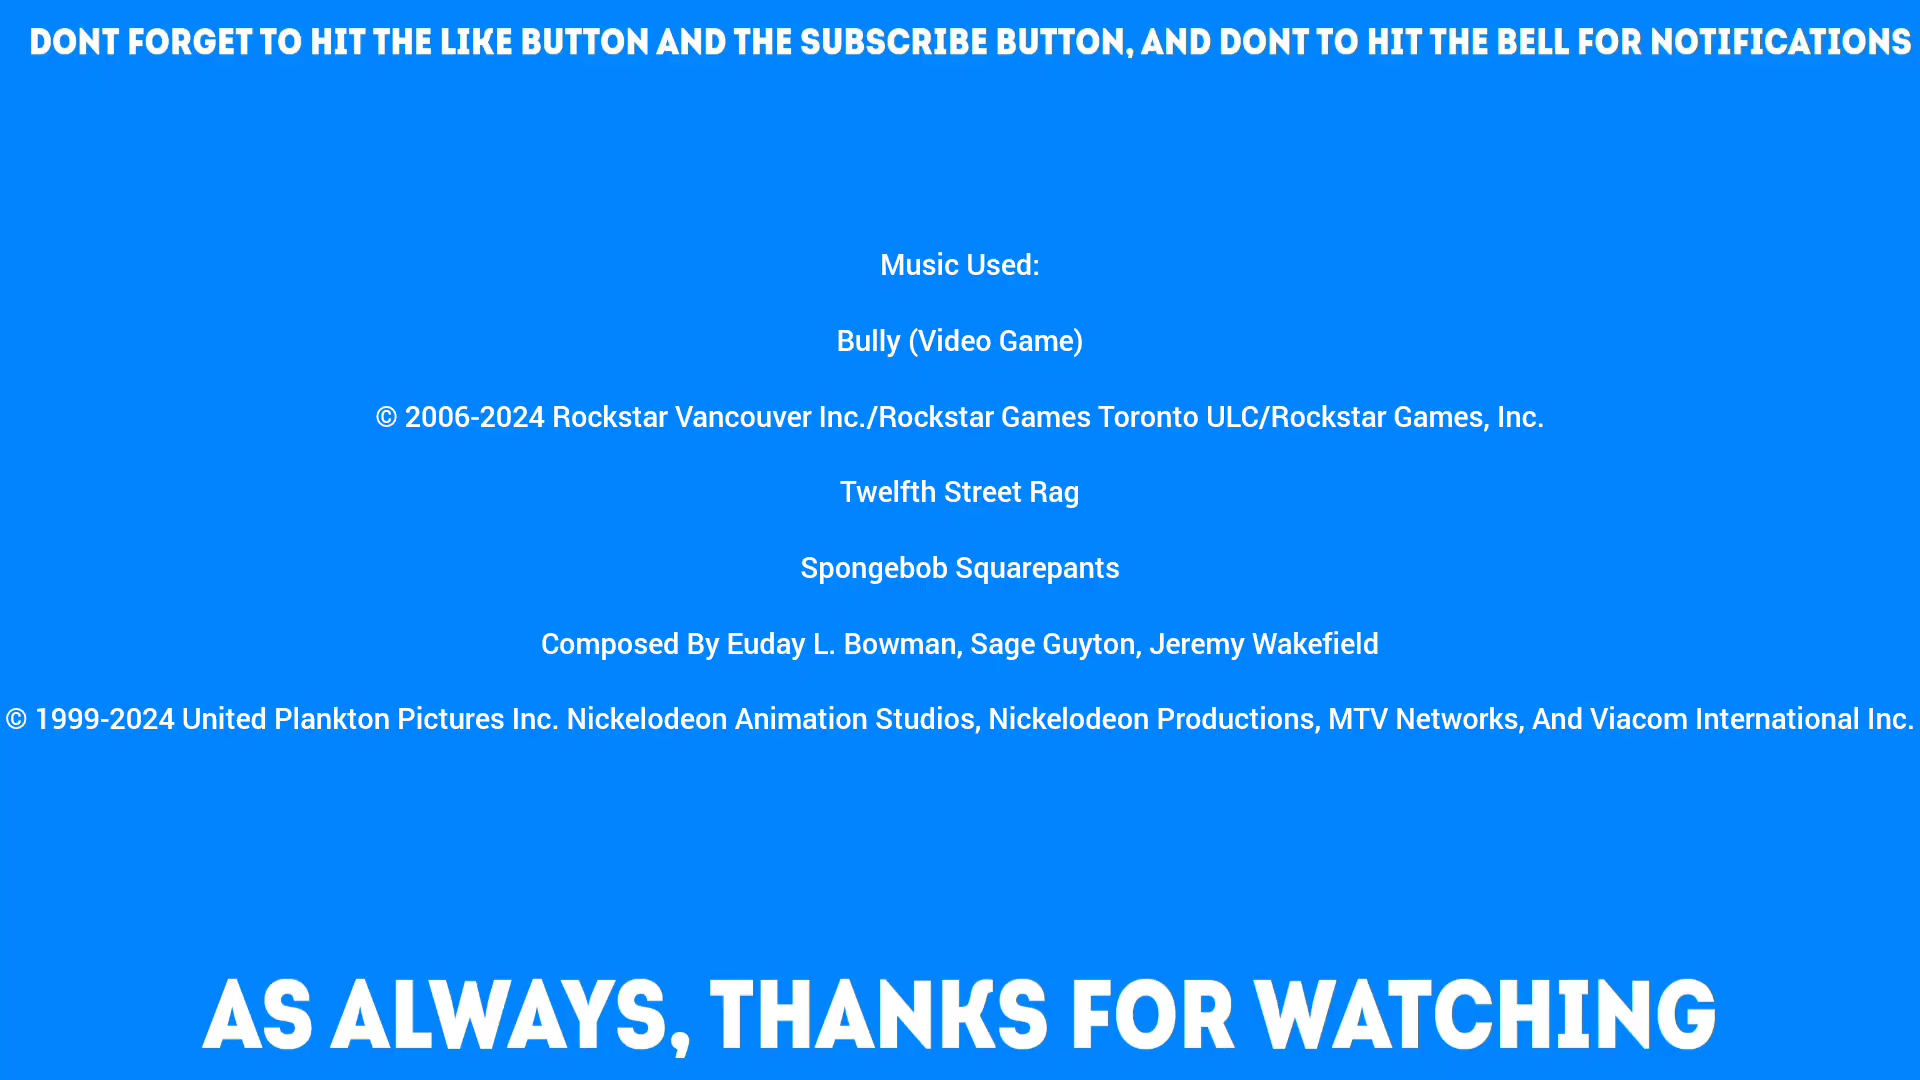 DONT FORGET TO HIT THE LIKE BUTTON AND THE SUBSCRIBE BUTTON, AND DONT TO HIT THE BELL FOR NOTIFICATIONS
Music Used:
Bully (Video Game)
© 2006-2024 Rockstar Vancouver Inc./Rockstar Games Toronto ULC/Rockstar Games, Inc.
Twelfth Street Rag
Spongebob Squarepants
Composed By Euday L. Bowman, Sage Guyton, Jeremy Wakefield
© 1999-2024 United Plankton Pictures Inc. Nickelodeon Animation Studios, Nickelodeon Productions, MTV Networks, And Viacom International Inc.
AS ALWAYS, THANKS FOR WATCHING